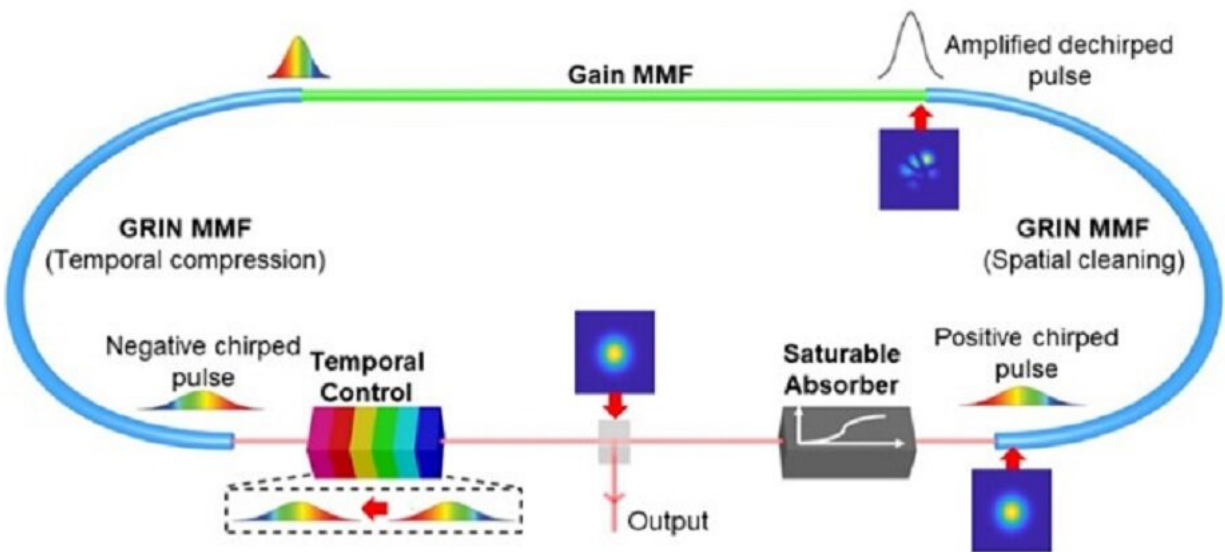 Gain MMF
Amplified dechirped
pulse
GRIN MMF
(Temporal compression)
GRIN MMF
(Spatial cleaning)
Negative chirped
pulse
Temporal
Control
Saturable
Absorber
Positive chirped
pulse
Output